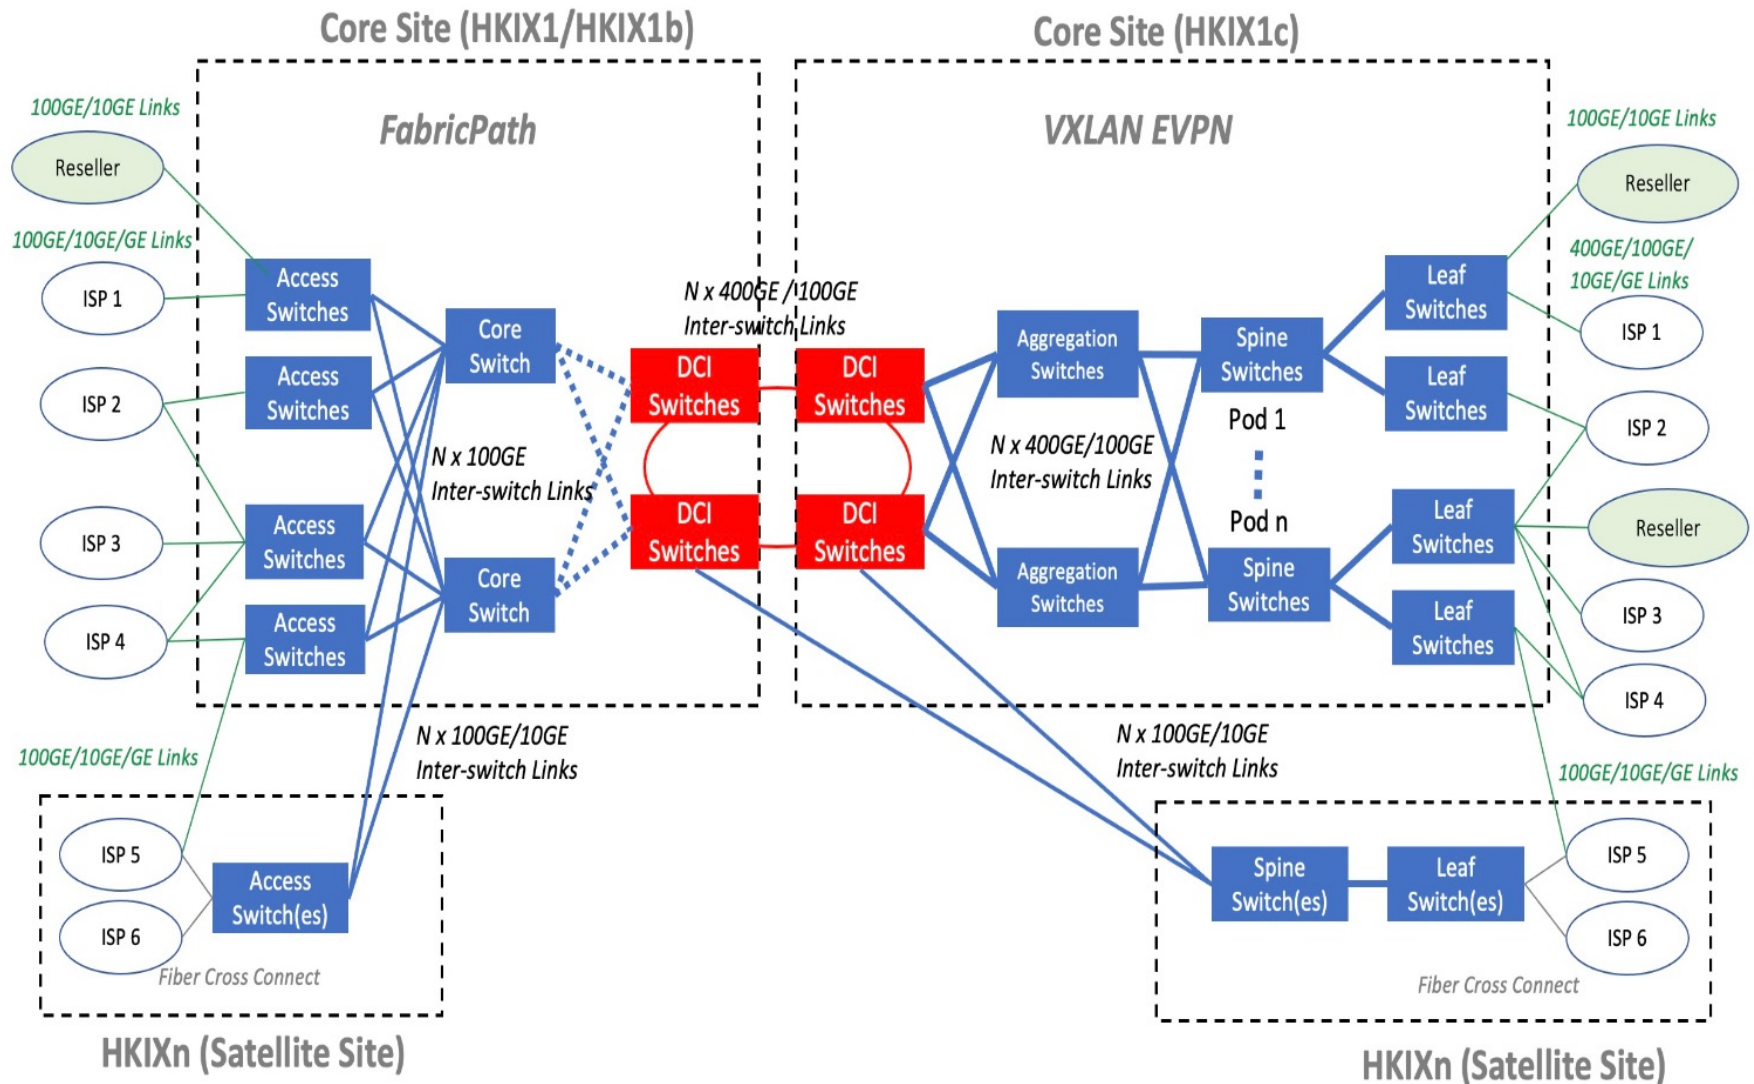 Core Site (HKIX1/HKIX1b)
Core Site (HKIX1c)
100GE/10GE Links
FabricPath
VXLAN EVPN
100GE/10GE Links
Reseller
Reseller
100GE/10GE/GE Links
400GE/100GE/
10GE/GE Links
ISP 1
Access
Switches
N x 400GE / 100GE
Inter-switch Links
Leaf
Switches
ISP 1
Core
Switch
Aggregation
Switches
Spine
Switches
ISP 2
Access
Switches
DCI
Switches
DCI
Switches
Leaf
Switches
ISP 2
Pod 1
N x 100GE
Inter-switch Links
N x 400GE/100GE
Inter-switch Links
Pod n
ISP 3
Access
Switches
DCI
Switches
DCI
Switches
Leaf
Switches
Reseller
Core
Switch
Aggregation
Switches
Spine
Switches
ISP 3
ISP 4
Access
Switches
Leaf
Switches
ISP 4
100GE/10GE/GE Links
N x 100GE/10GE
Inter-switch Links
N x 100GE/10GE
Inter-switch Links
100GE/10GE/GE Links
ISP 5
Access
Switch(es)
ISP 6
Fiber Cross Connect
Spine
Switch(es)
Leaf
Switch(es)
ISP 5
ISP 6
Fiber Cross Connect
HKIXn (Satellite Site)
HKIXn (Satellite Site)